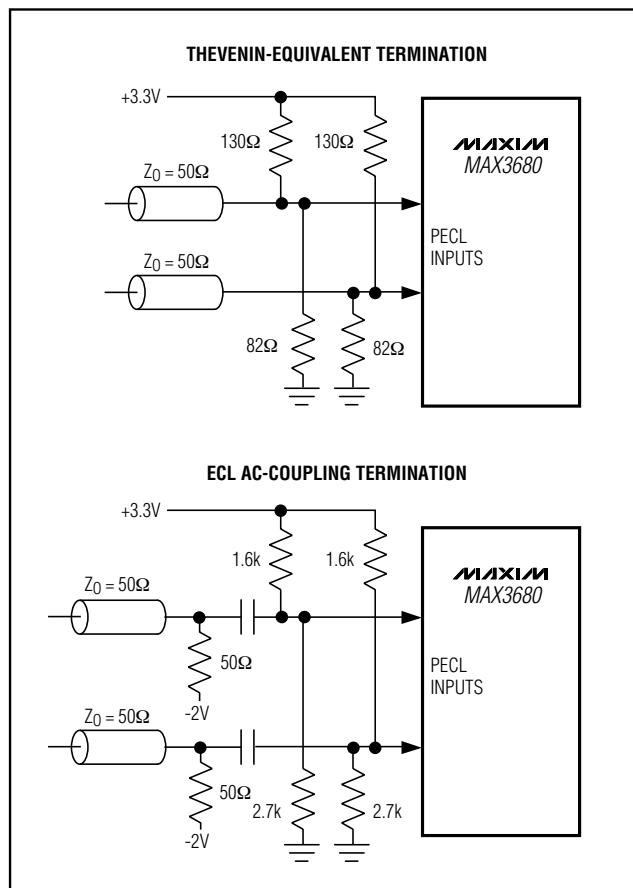 THEVENIN-EQUIVALENT TERMINATION
+3.3V
130Ω 130Ω
MAXIM
MAX3680
Z0 = 50Ω
PECL
INPUTS
Z0 = 50Ω
82Ω 82Ω
ECL AC-COUPLING TERMINATION
+3.3V
1.6k 1.6k
MAXIM
MAX3680
Z0 = 50Ω
50Ω
PECL
INPUTS
-2V
Z0 = 50Ω
50Ω
2.7k 2.7k
-2V